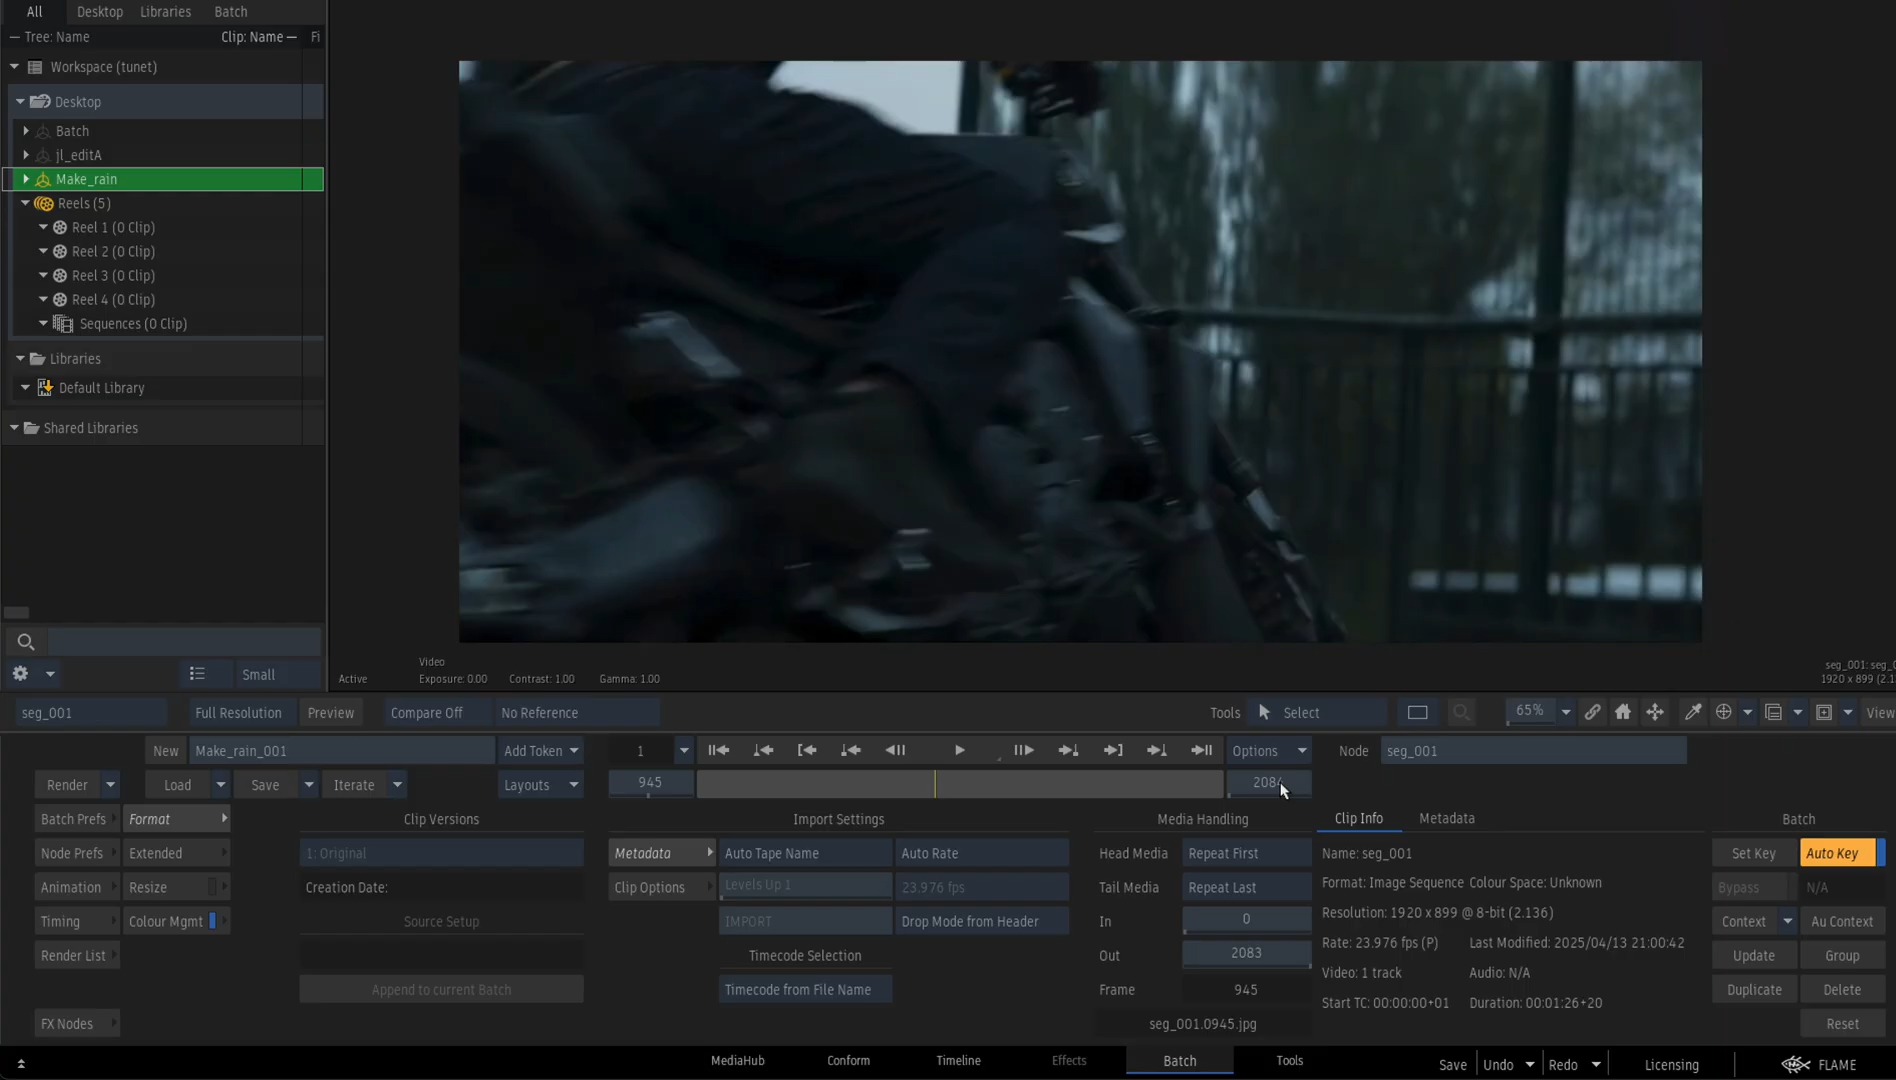 All Desktop Libraries Batch
Tree: Name Clip: Name Fi
Workspace (tunet)
Desktop
Batch
jl_editA
Make_rain
Reels (5)
Reel 1 (0 Clip)
Reel 2 (0 Clip)
Reel 3 (0 Clip)
Reel 4 (0 Clip)
Sequences (0 Clip)
Libraries
Default Library
Shared Libraries
Small
Video
Active Exposure: 0.00 Contrast: 1.00 Gamma: 1.00
seg_001: seg_0
1920 x 899 (2.13
seg_001 Full Resolution Preview Compare Off No Reference Tools Select 65% View
New Make_rain_001 Add Token 1 Options Node seg_001
Render Load Save Iterate Layouts 945 2084
Batch Prefs Format Clip Versions Import Settings Media Handling Clip Info Metadata Batch
Node Prefs Extended 1: Original Metadata Auto Tape Name Auto Rate Head Media Repeat First Name: seg_001 Set Key Auto Key
Animation Resize Creation Date: Clip Options Levels Up 1 23.976 fps Tail Media Repeat Last Format: Image Sequence Colour Space: Unknown Bypass N/A
Timing Colour Mgmt Source Setup IMPORT Drop Mode from Header In 0 Resolution: 1920 x 899 @ 8-bit (2.136) Context Au Context
Render List Timecode Selection Out 2083 Rate: 23.976 fps (P) Last Modified: 2025/04/13 21:00:42 Update Group
Append to current Batch Timecode from File Name Frame 945 Video: 1 track Audio: N/A Duplicate Delete
Start TC: 00:00:00+01 Duration: 00:01:26+20
FX Nodes seg_001.0945.jpg Reset
MediaHub Conform Timeline Effects Batch Tools Save Undo Redo Licensing FLAME